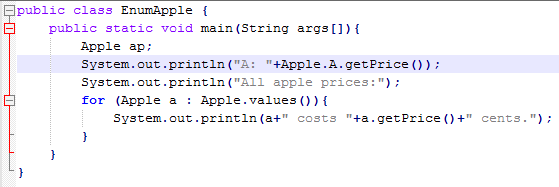 public class EnumApple {
public static void main(String args[]){
Apple ap;
System.out.println("A: "+Apple.A.getPrice());
System.out.println("All apple prices:");
for (Apple a : Apple.values()){
System.out.println(a+" costs "+a.getPrice()+" cents.");
}
}
}